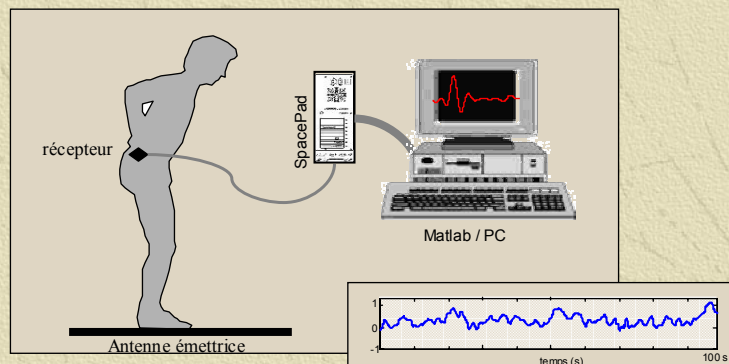 récepteur
SpacePad
Matlab / PC
Antenne émettrice
1
0
-1
temps (s)
100 s